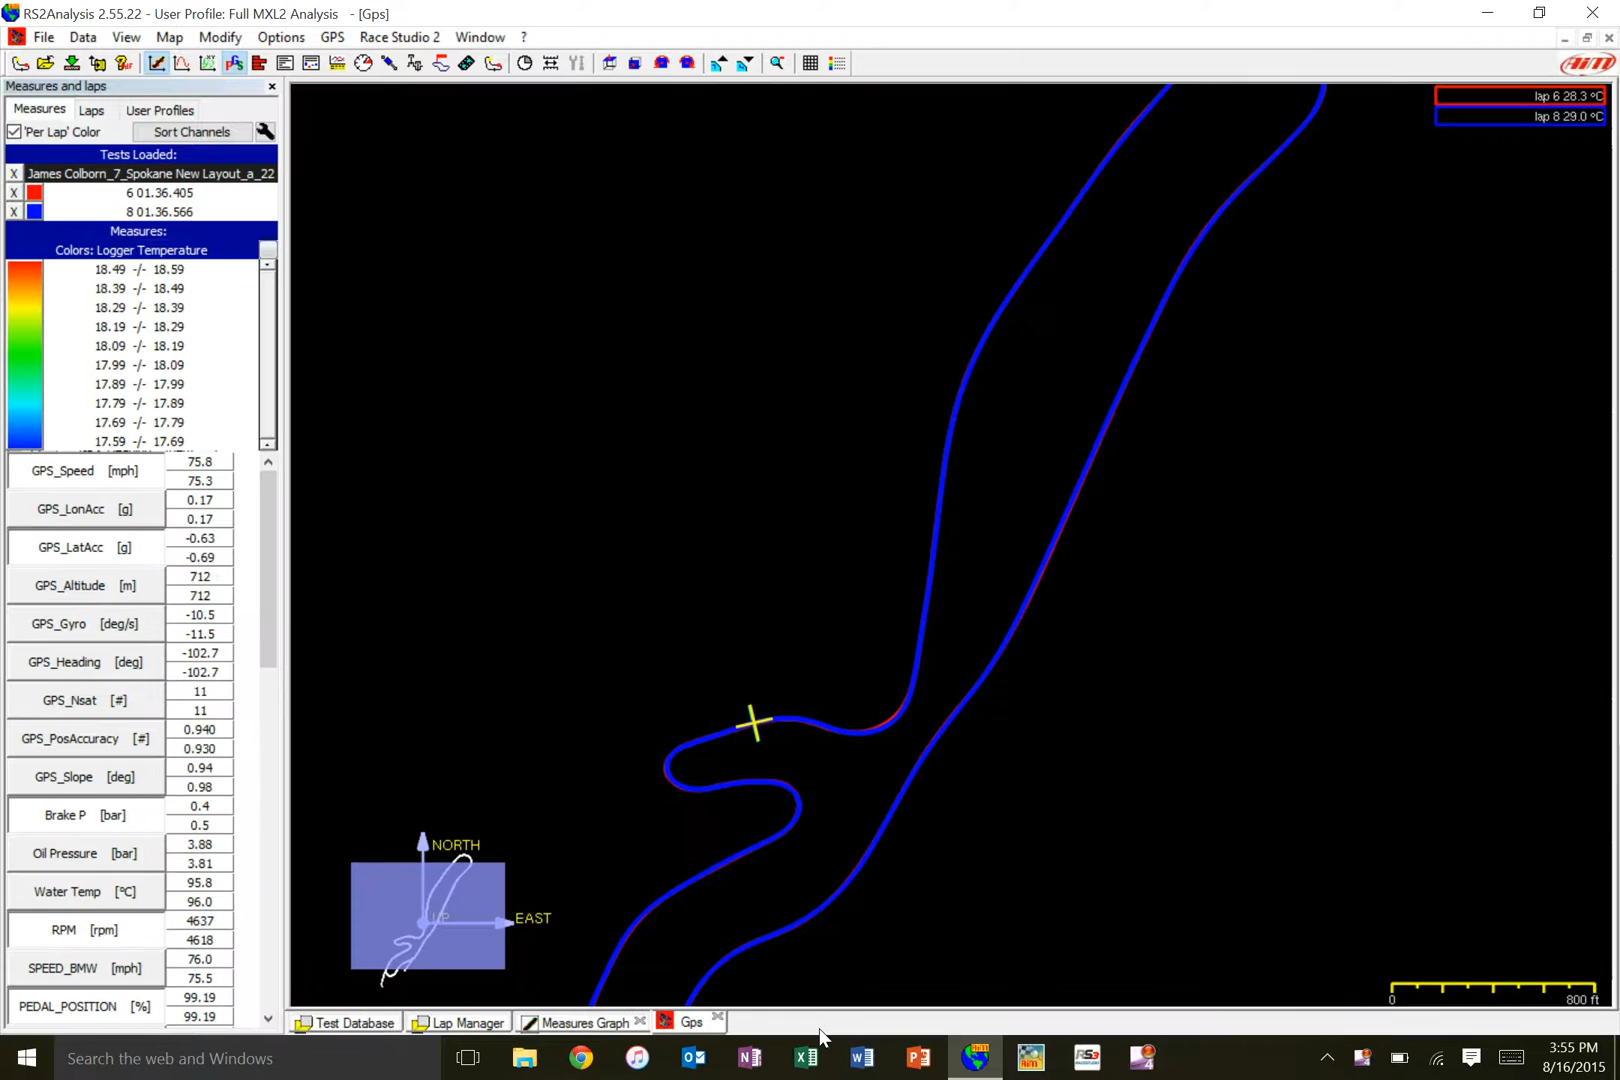 RS2Analysis 2.55.22 - User Profile: Full MXL2 Analysis - [Gps]
File Data View Map Modify Options GPS Race Studio 2 Window ?
Measures and laps
AiM
Measures Laps User Profiles
'Per Lap' Color Sort Channels
Tests Loaded:
X James Colborn_7_Spokane New Layout_a_22
X 6 01.36.405
X 8 01.36.566
Measures:
Colors: Logger Temperature
18.49 -/- 18.59
18.39 -/- 18.49
18.29 -/- 18.39
18.19 -/- 18.29
18.09 -/- 18.19
17.99 -/- 18.09
17.89 -/- 17.99
17.79 -/- 17.89
17.69 -/- 17.79
17.59 -/- 17.69
GPS_Speed [mph] 75.8
75.3
GPS_LonAcc [g] 0.17
0.17
GPS_LatAcc [g] -0.63
-0.69
GPS_Altitude [m] 712
712
GPS_Gyro [deg/s] -10.5
-11.5
GPS_Heading [deg] -102.7
-102.7
GPS_Nsat [#] 11
11
GPS_PosAccuracy [#] 0.940
0.930
GPS_Slope [deg] 0.94
0.98
Brake P [bar] 0.4
0.5
Oil Pressure [bar] 3.88
3.81
Water Temp [ºC] 95.8
96.0
RPM [rpm] 4637
4618
SPEED_BMW [mph] 76.0
75.5
PEDAL_POSITION [%] 99.19
99.19
lap 6 28.3 ºC
lap 8 29.0 ºC
NORTH
UP
EAST
0 800 ft
Test Database Lap Manager Measures Graph Gps
Search the web and Windows
3:55 PM
8/16/2015